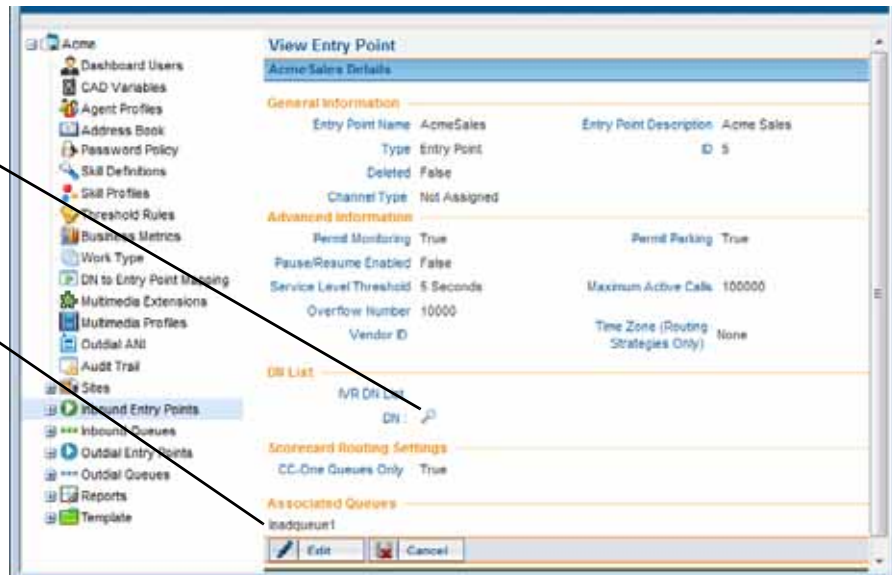 Acme
Dashboard Users
CAD Variables
Agent Profiles
Address Book
Password Policy
Skill Definitions
Skill Profiles
Threshold Rules
Business Metrics
Work Type
DN to Entry Point Mapping
Multimedia Extensions
Multimedia Profiles
Outdial ANI
Audit Trail
Sites
Inbound Entry Points
Inbound Queues
Outdial Entry Points
Outdial Queues
Reports
Template
View Entry Point
AcmeSales Details
General Information
Entry Point Name AcmeSales Entry Point Description Acme Sales
Type Entry Point ID 5
Deleted False
Channel Type Not Assigned
Advanced Information
Permit Monitoring True Permit Parking True
Pause/Resume Enabled False
Service Level Threshold 5 Seconds Maximum Active Calls 100000
Overflow Number 10000
Vendor ID Time Zone (Routing Strategies Only) None
DN List
IVR DN List
DN :
Scorecard Routing Settings
CC-One Queues Only True
Associated Queues
loadqueue1
Edit Cancel